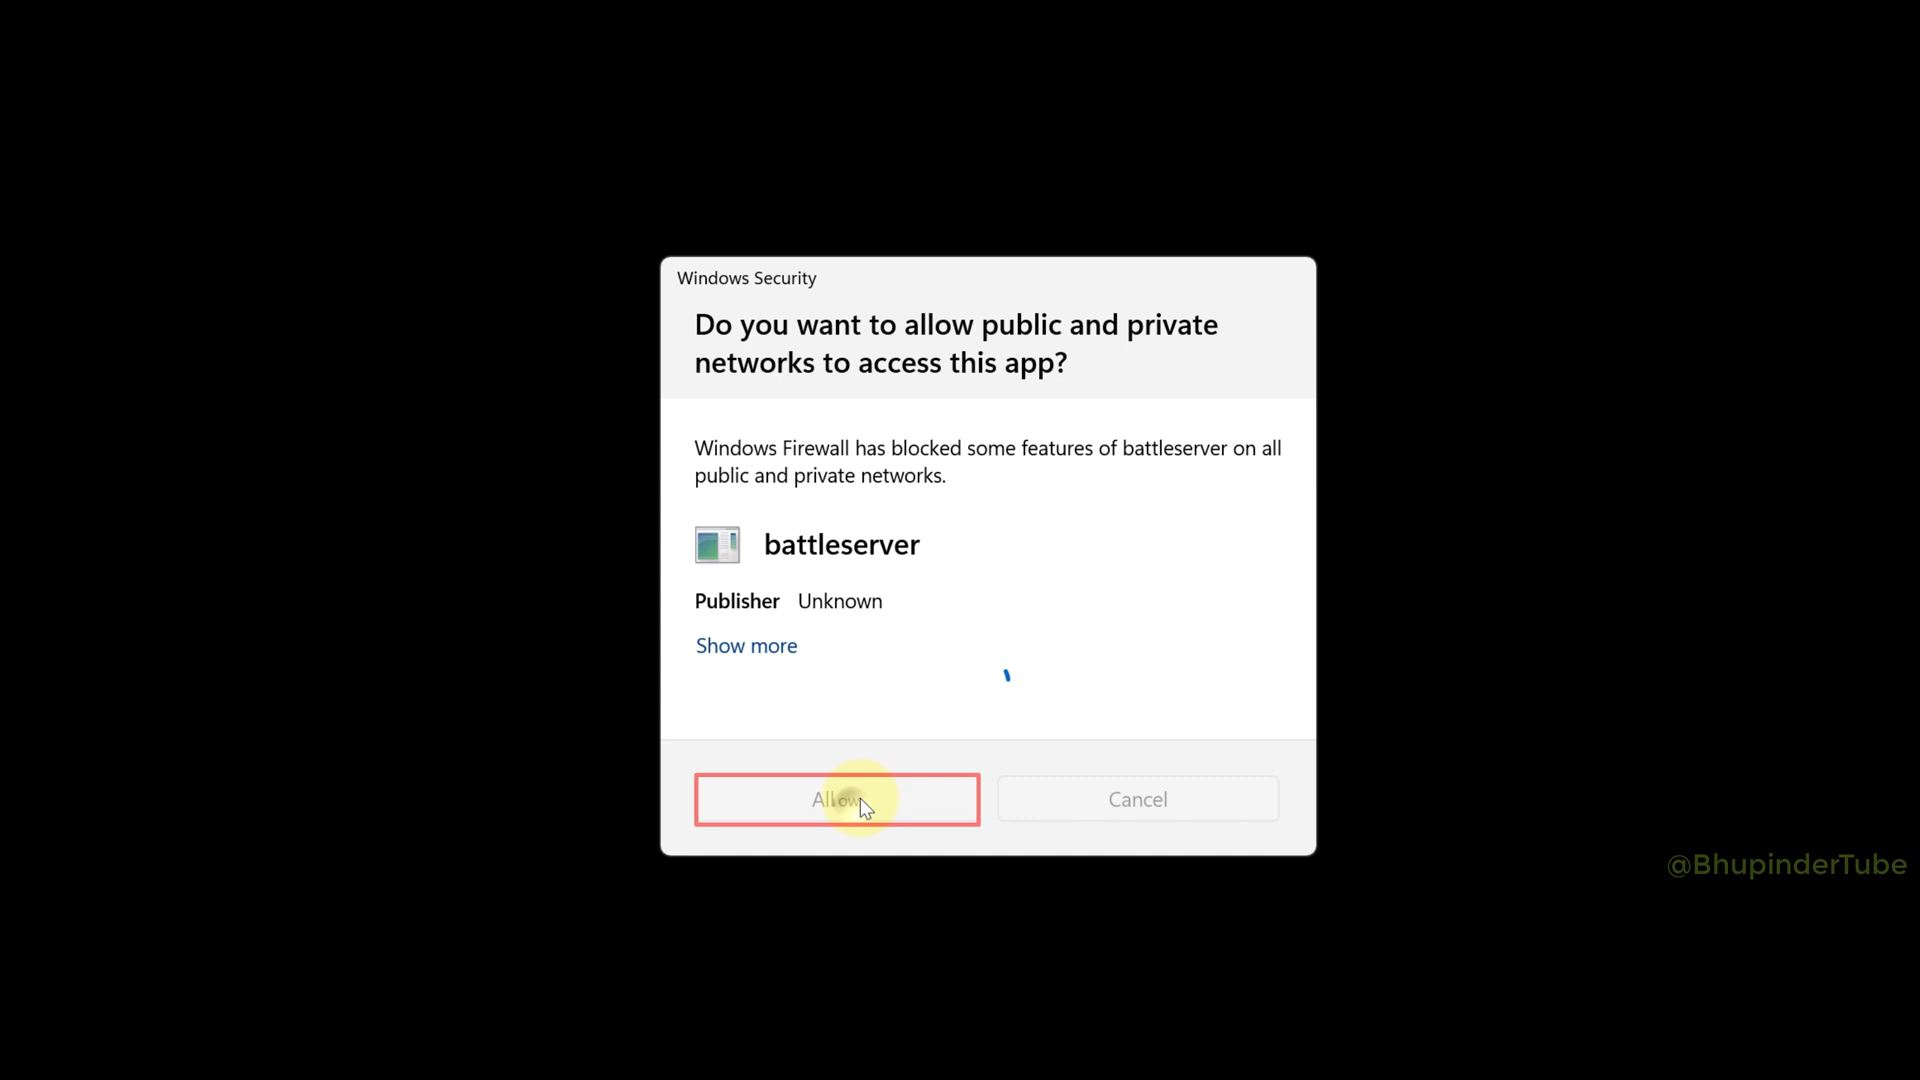 Windows Security
Do you want to allow public and private
networks to access this app?
Windows Firewall has blocked some features of battleserver on all
public and private networks.
battleserver
Publisher Unknown
Show more
Allow
Cancel
@BhupinderTube